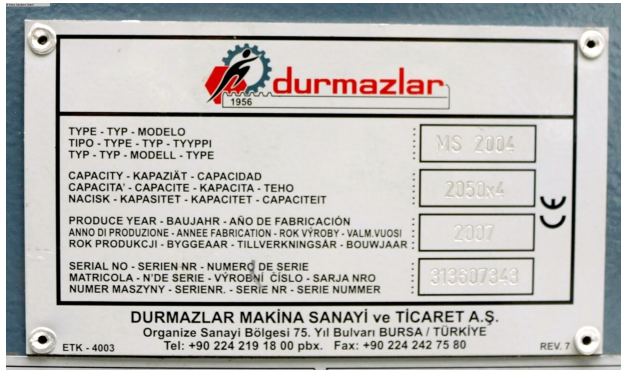 durmazlar
1956
TYPE - TYP - MODELO
TIPO - TYPE - TYP - TYYPPI
TYP - TYP - MODELL - TYPE
MS 2004
CAPACITY - KAPAZIÄT - CAPACIDAD
CAPACITA' - CAPACITE - KAPACITA - TEHO
NACISK - KAPASITET - KAPACITET - CAPACITEIT
2050x4
CE
PRODUCE YEAR - BAUJAHR - AÑO DE FABRICACIÓN
ANNO DI PRODUZIONE - ANNEE FABRICATION - ROK VÝROBY - VALM.VUOSI
ROK PRODUKCJI - BYGGEAAR - TILLVERKNINGSÅR - BOUWJAAR
2007
SERIAL NO - SERIEN NR - NUMERO DE SERIE
MATRICOLA - N'DE SERIE - VÝROBNÍ ČÍSLO - SARJA NRO
NUMER MASZYNY - SERIENR. - SERIE NR - SERIE NUMMER
313607343
DURMAZLAR MAKİNA SANAYİ ve TİCARET A.Ş.
Organize Sanayi Bölgesi 75. Yıl Bulvarı BURSA / TÜRKİYE
ETK - 4003
Tel: +90 224 219 18 00 pbx. Fax: +90 224 242 75 80
REV. 7